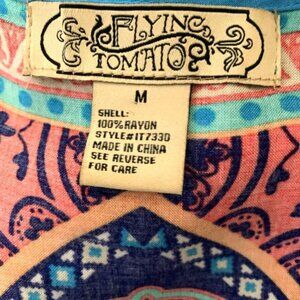 FLYING
TOMATO
M
SHELL:
100%RAYON
STYLE#IT7330
MADE IN CHINA
SEE REVERSE
FOR CARE